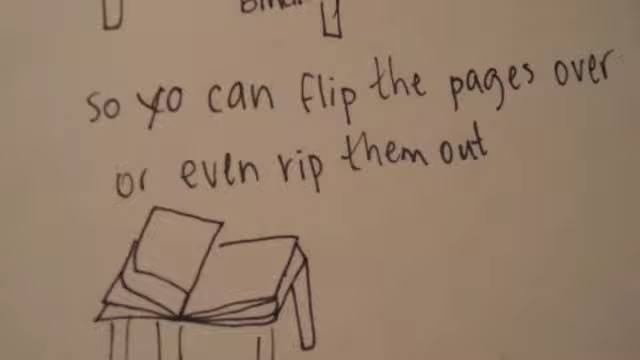 so yo can flip the pages over
or even rip them out